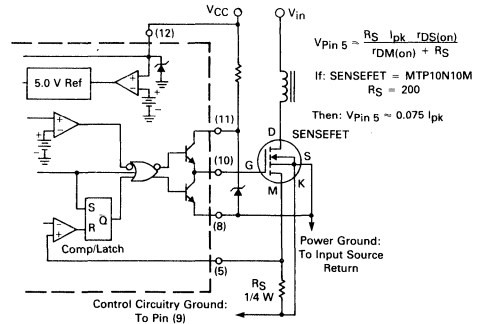 VCC
Vin
(12)
5.0 V Ref
VPin 5 = RS Ipk rDS(on) / rDM(on) + RS
If: SENSEFET = MTP10N10M
RS = 200
Then: VPin 5 ≈ 0.075 Ipk
(11)
D
SENSEFET
(10)
G
S
K
M
S
Q̅
R
Comp/Latch
(8)
(5)
Power Ground:
To Input Source
Return
RS
1/4 W
Control Circuitry Ground:
To Pin (9)